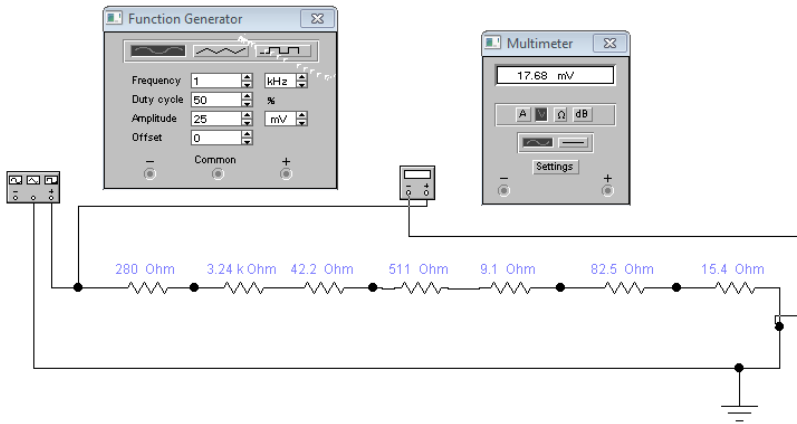 Function Generator
Frequency 1 kHz
Duty cycle 50 %
Amplitude 25 mV
Offset 0
− Common +
Multimeter
17.68 mV
A V Ω dB
Settings
− +
− +
− +
280 Ohm 3.24 k Ohm 42.2 Ohm 511 Ohm 9.1 Ohm 82.5 Ohm 15.4 Ohm